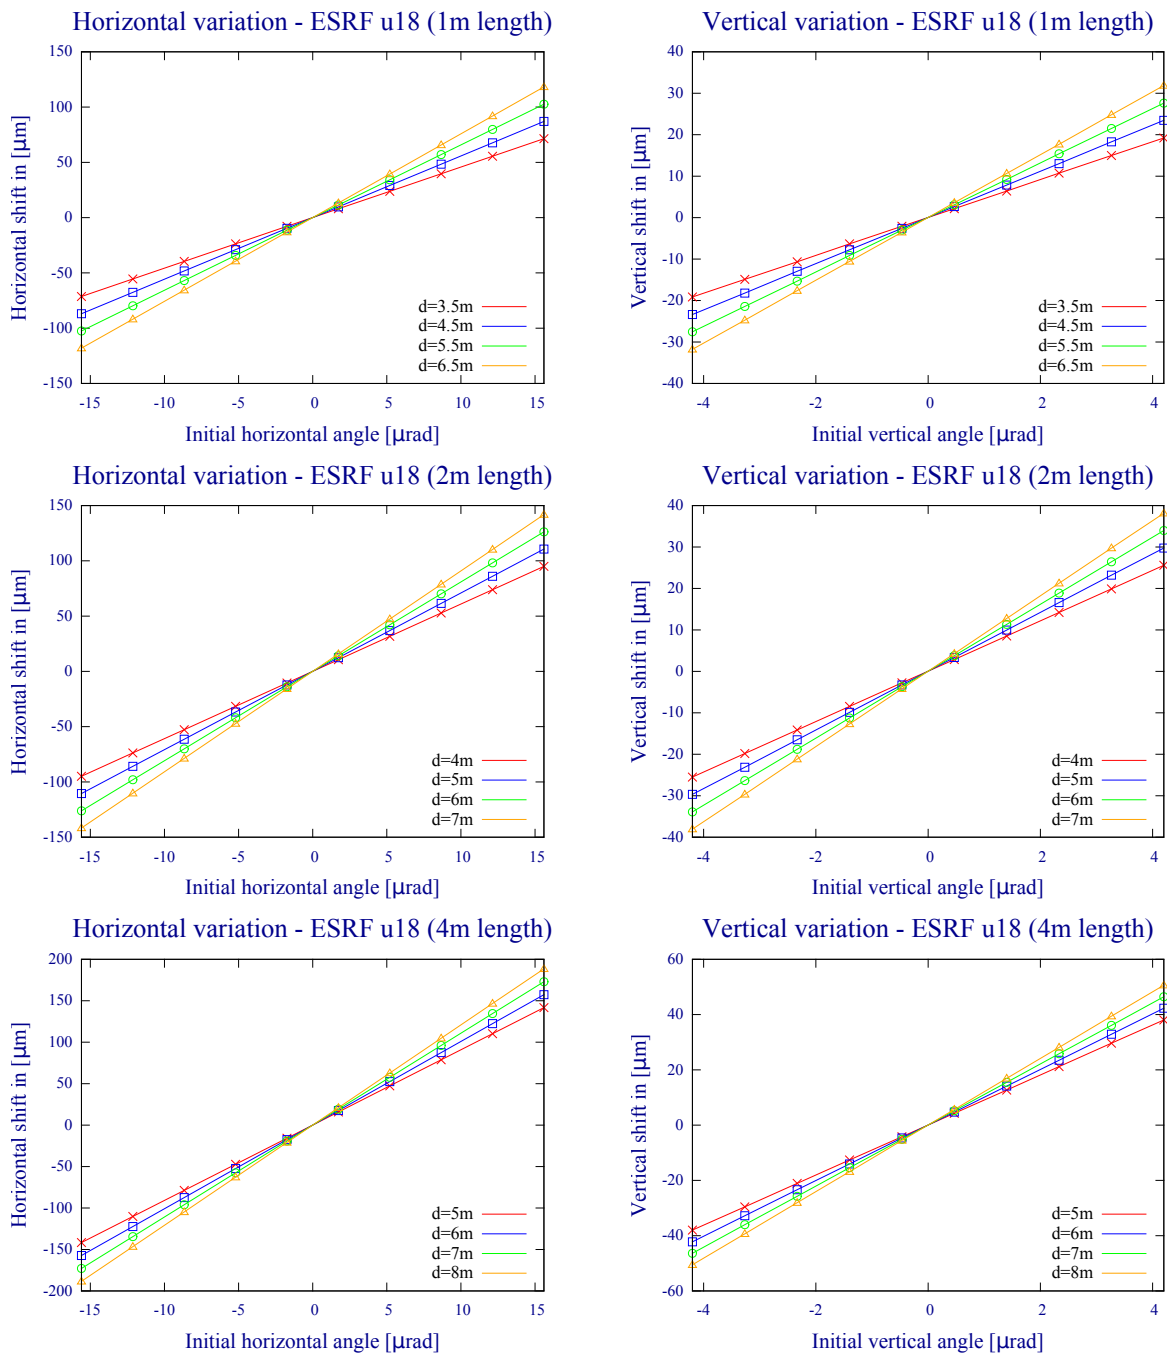 Horizontal variation - ESRF u18 (1m length)
150
100
50
0
-50
-100
-150
Horizontal shift in [μm]
d=3.5m
d=4.5m
d=5.5m
d=6.5m
-15 -10 -5 0 5 10 15
Initial horizontal angle [μrad]
Vertical variation - ESRF u18 (1m length)
40
30
20
10
0
-10
-20
-30
-40
Vertical shift in [μm]
d=3.5m
d=4.5m
d=5.5m
d=6.5m
-4 -2 0 2 4
Initial vertical angle [μrad]
Horizontal variation - ESRF u18 (2m length)
150
100
50
0
-50
-100
-150
Horizontal shift in [μm]
d=4m
d=5m
d=6m
d=7m
-15 -10 -5 0 5 10 15
Initial horizontal angle [μrad]
Vertical variation - ESRF u18 (2m length)
40
30
20
10
0
-10
-20
-30
-40
Vertical shift in [μm]
d=4m
d=5m
d=6m
d=7m
-4 -2 0 2 4
Initial vertical angle [μrad]
Horizontal variation - ESRF u18 (4m length)
200
150
100
50
0
-50
-100
-150
-200
Horizontal shift in [μm]
d=5m
d=6m
d=7m
d=8m
-15 -10 -5 0 5 10 15
Initial horizontal angle [μrad]
Vertical variation - ESRF u18 (4m length)
60
40
20
0
-20
-40
-60
Vertical shift in [μm]
d=5m
d=6m
d=7m
d=8m
-4 -2 0 2 4
Initial vertical angle [μrad]